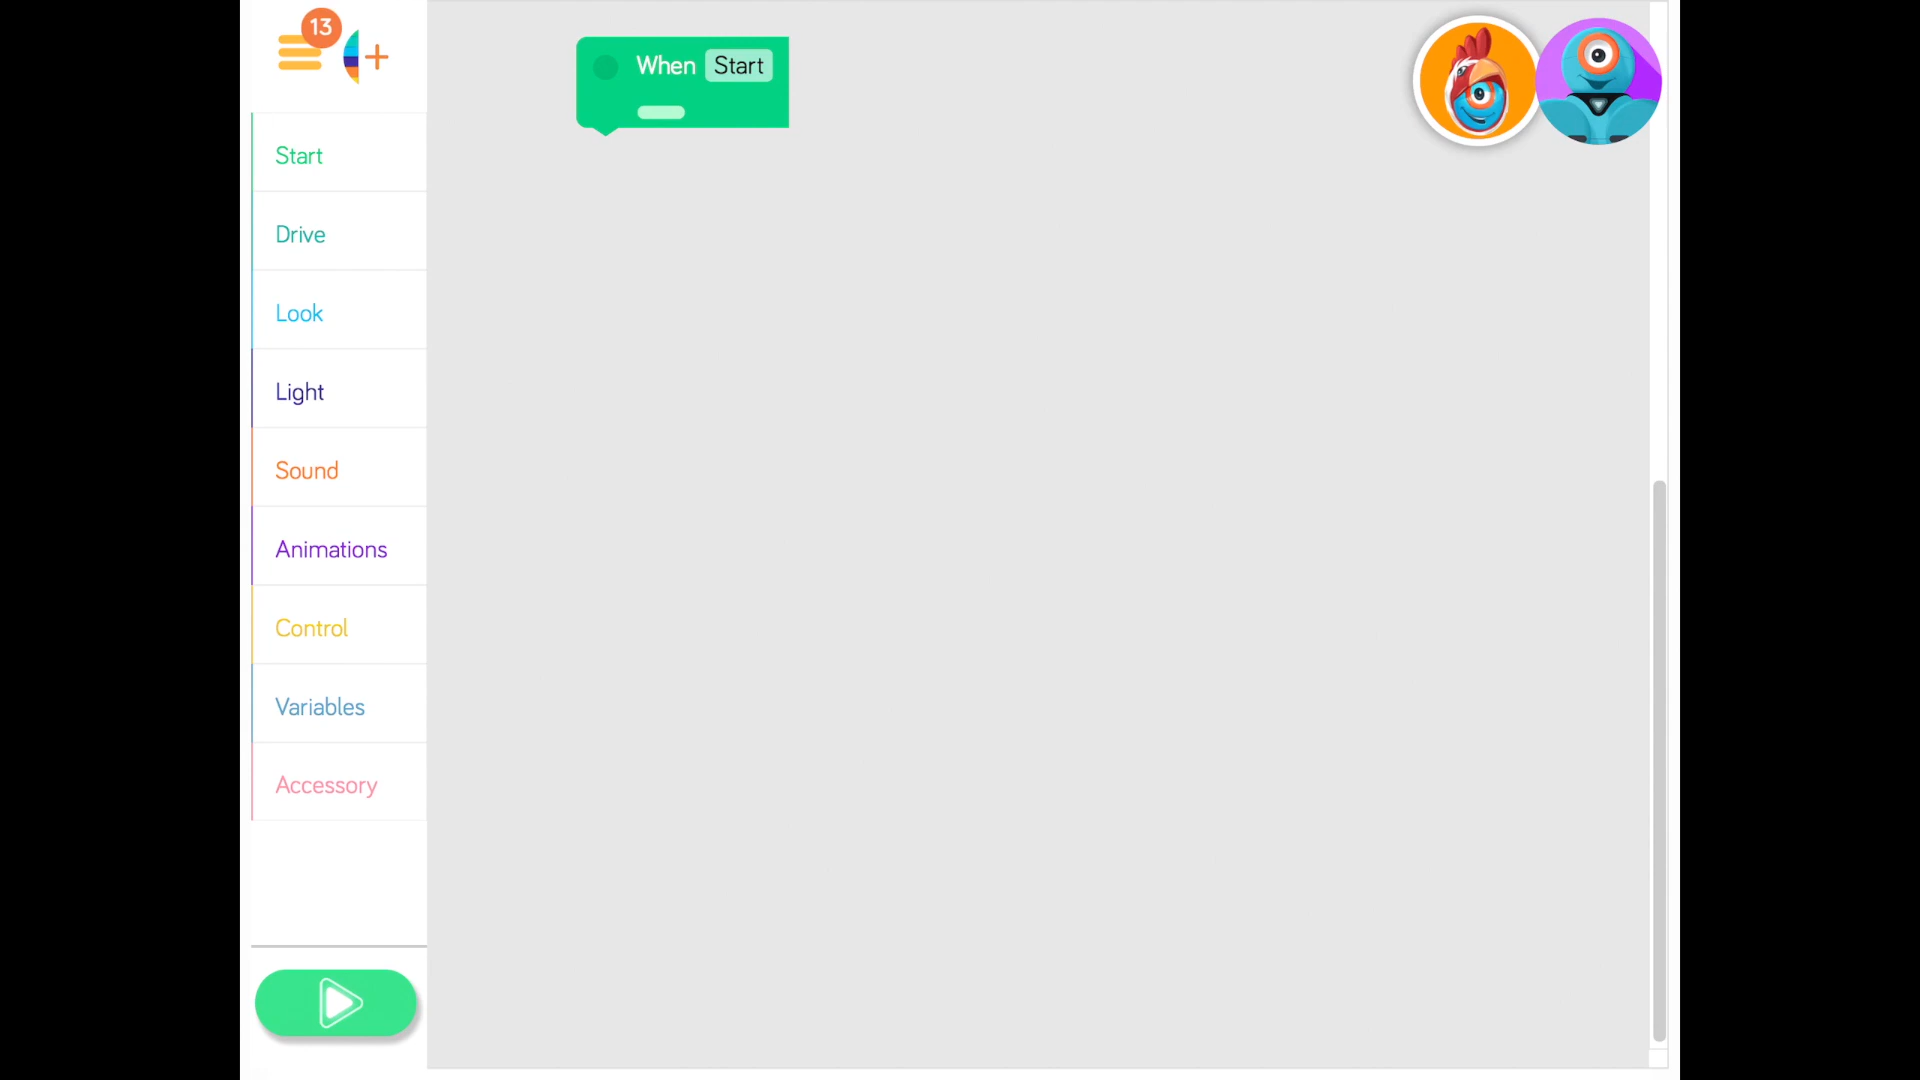 13
When Start
Start
Drive
Look
Light
Sound
Animations
Control
Variables
Accessory